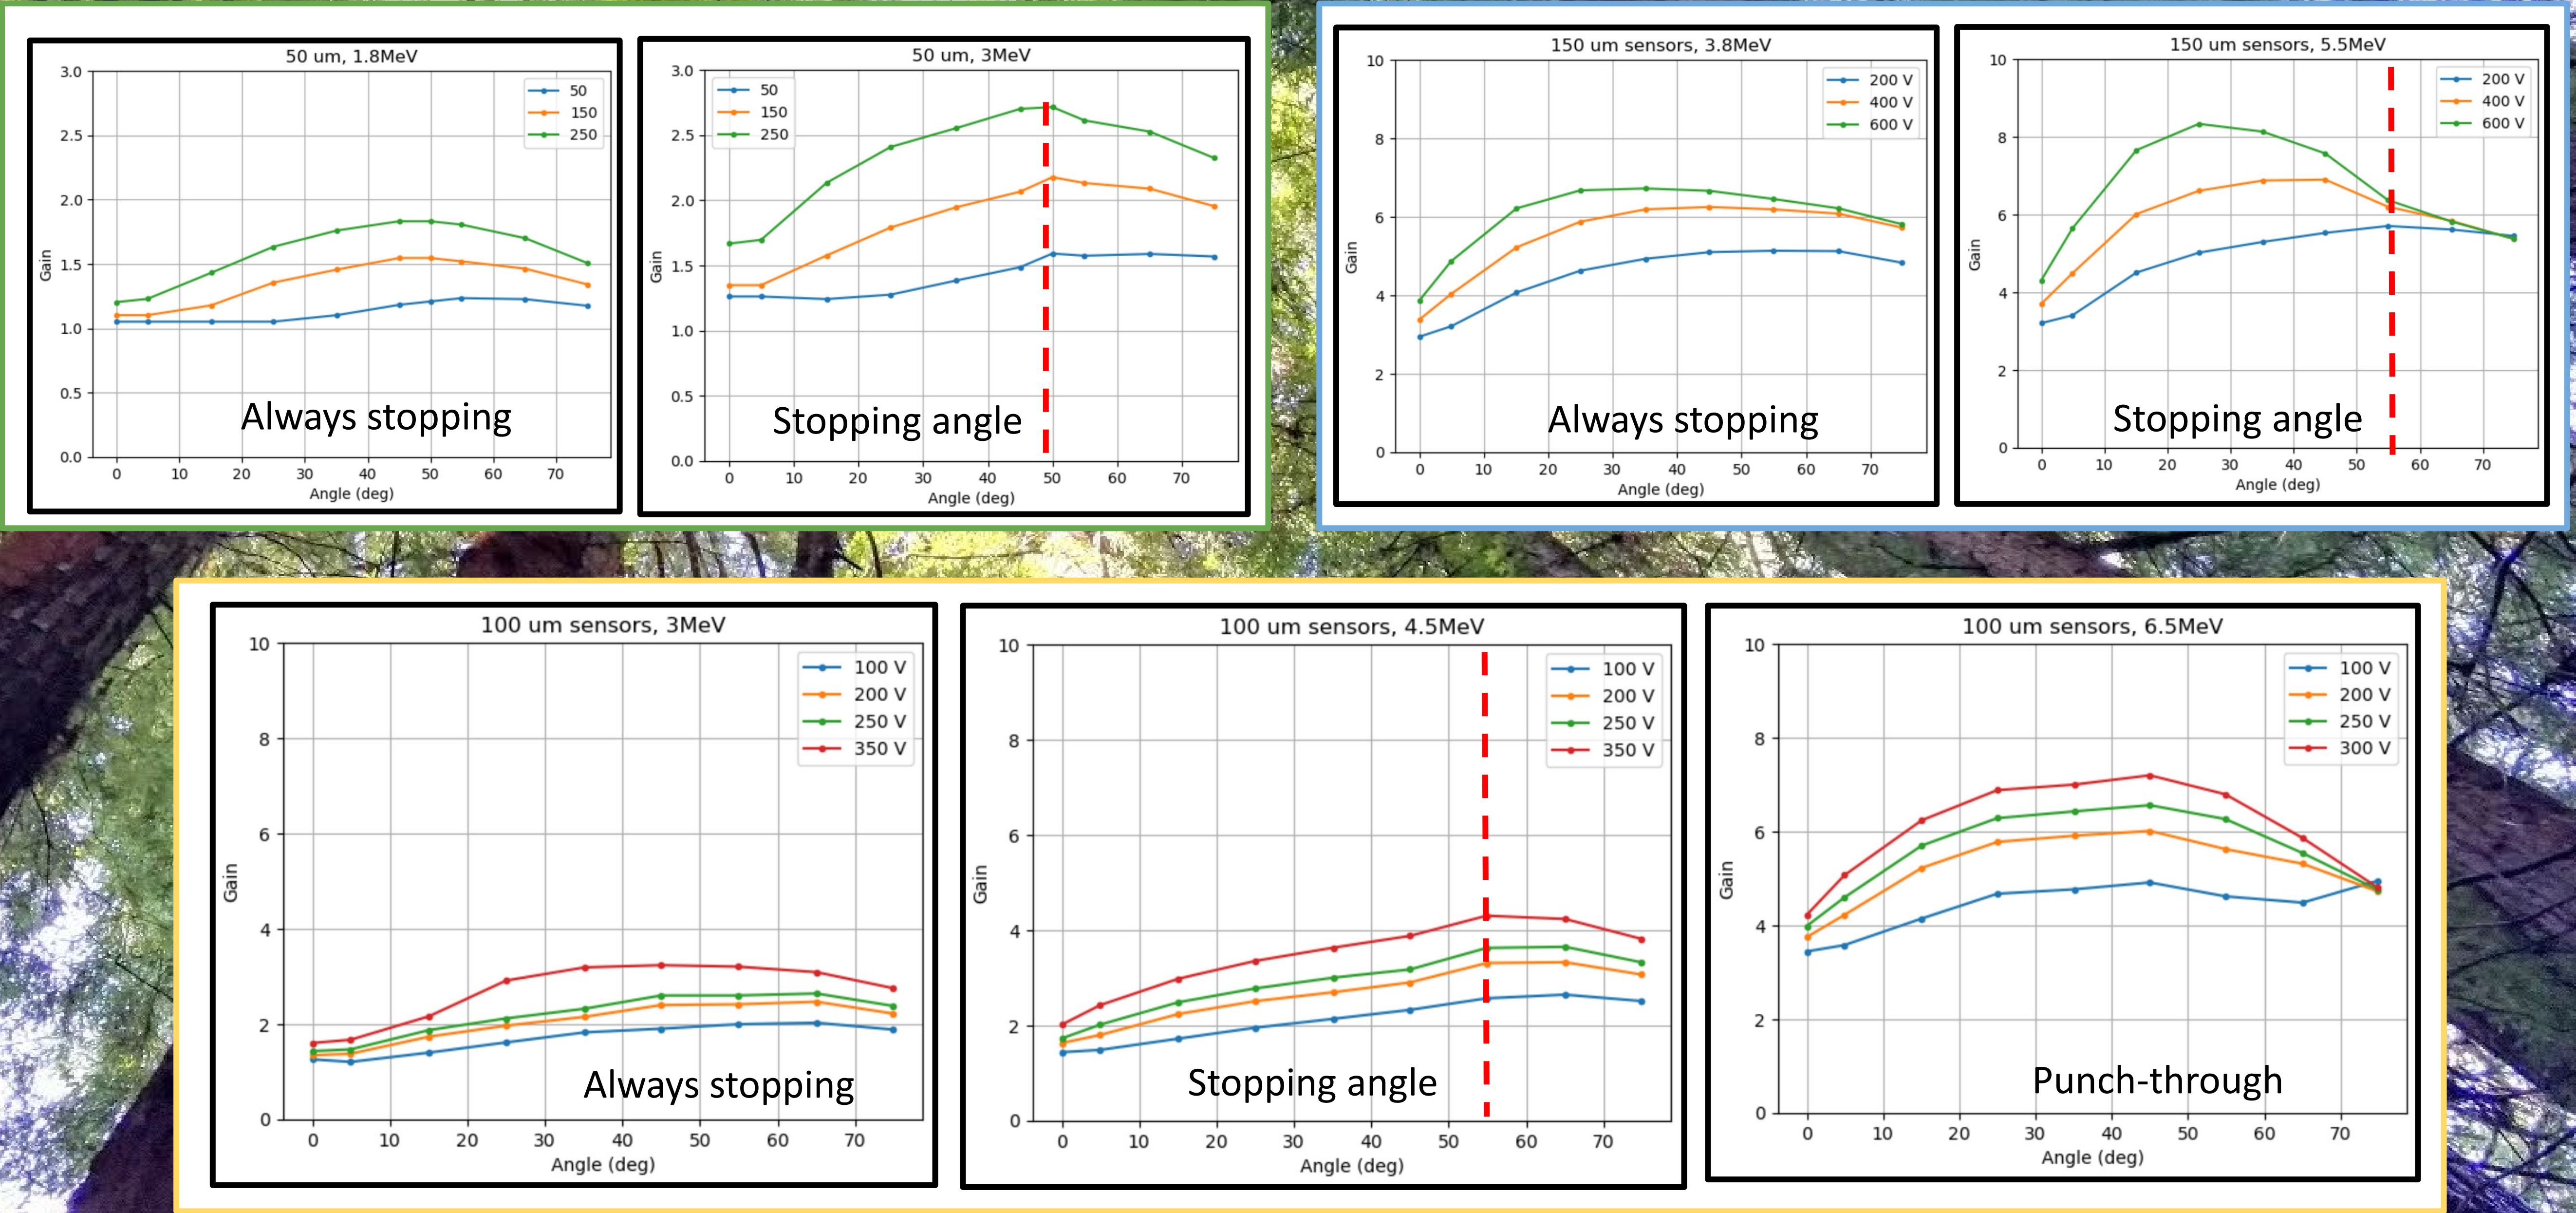 50 um, 1.8MeV
3.0
2.5
2.0
1.5
1.0
0.5
0.0
Gain
50
150
250
Always stopping
0 10 20 30 40 50 60 70
Angle (deg)
50 um, 3MeV
3.0
2.5
2.0
1.5
1.0
0.5
0.0
Gain
50
150
250
Stopping angle
0 10 20 30 40 50 60 70
Angle (deg)
150 um sensors, 3.8MeV
10
8
6
4
2
0
Gain
200 V
400 V
600 V
Always stopping
0 10 20 30 40 50 60 70
Angle (deg)
150 um sensors, 5.5MeV
10
8
6
4
2
0
Gain
200 V
400 V
600 V
Stopping angle
0 10 20 30 40 50 60 70
Angle (deg)
100 um sensors, 3MeV
10
8
6
4
2
0
Gain
100 V
200 V
250 V
350 V
Always stopping
0 10 20 30 40 50 60 70
Angle (deg)
100 um sensors, 4.5MeV
10
8
6
4
2
0
Gain
100 V
200 V
250 V
350 V
Stopping angle
0 10 20 30 40 50 60 70
Angle (deg)
100 um sensors, 6.5MeV
10
8
6
4
2
0
Gain
100 V
200 V
250 V
300 V
Punch-through
0 10 20 30 40 50 60 70
Angle (deg)